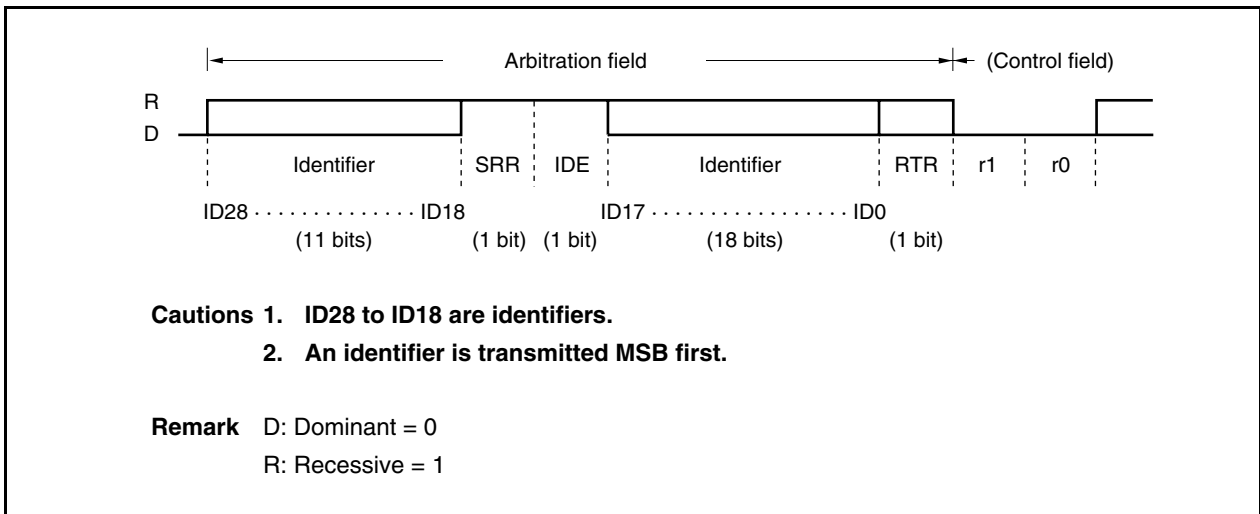 Arbitration field (Control field)
R
D
Identifier SRR IDE Identifier RTR r1 r0
ID28 · · · · · · · · · · · · · · ID18 ID17 · · · · · · · · · · · · · · · · · ID0
(11 bits) (1 bit) (1 bit) (18 bits) (1 bit)
Cautions 1. ID28 to ID18 are identifiers.
2. An identifier is transmitted MSB first.
Remark D: Dominant = 0
R: Recessive = 1